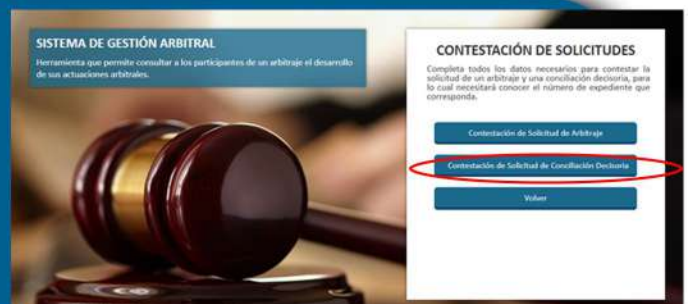 SISTEMA DE GESTIÓN ARBITRAL
Herramienta que permite consultar a los participantes de un arbitraje el desarrollo
de sus actuaciones arbitrales.
CONTESTACIÓN DE SOLICITUDES
Completa todos los datos necesarios para contestar la
solicitud de un arbitraje y una conciliación decisoria, para
lo cual necesitará conocer el número de expediente que
corresponda.
Contestación de Solicitud de Arbitraje
Contestación de Solicitud de Conciliación Decisoria
Volver